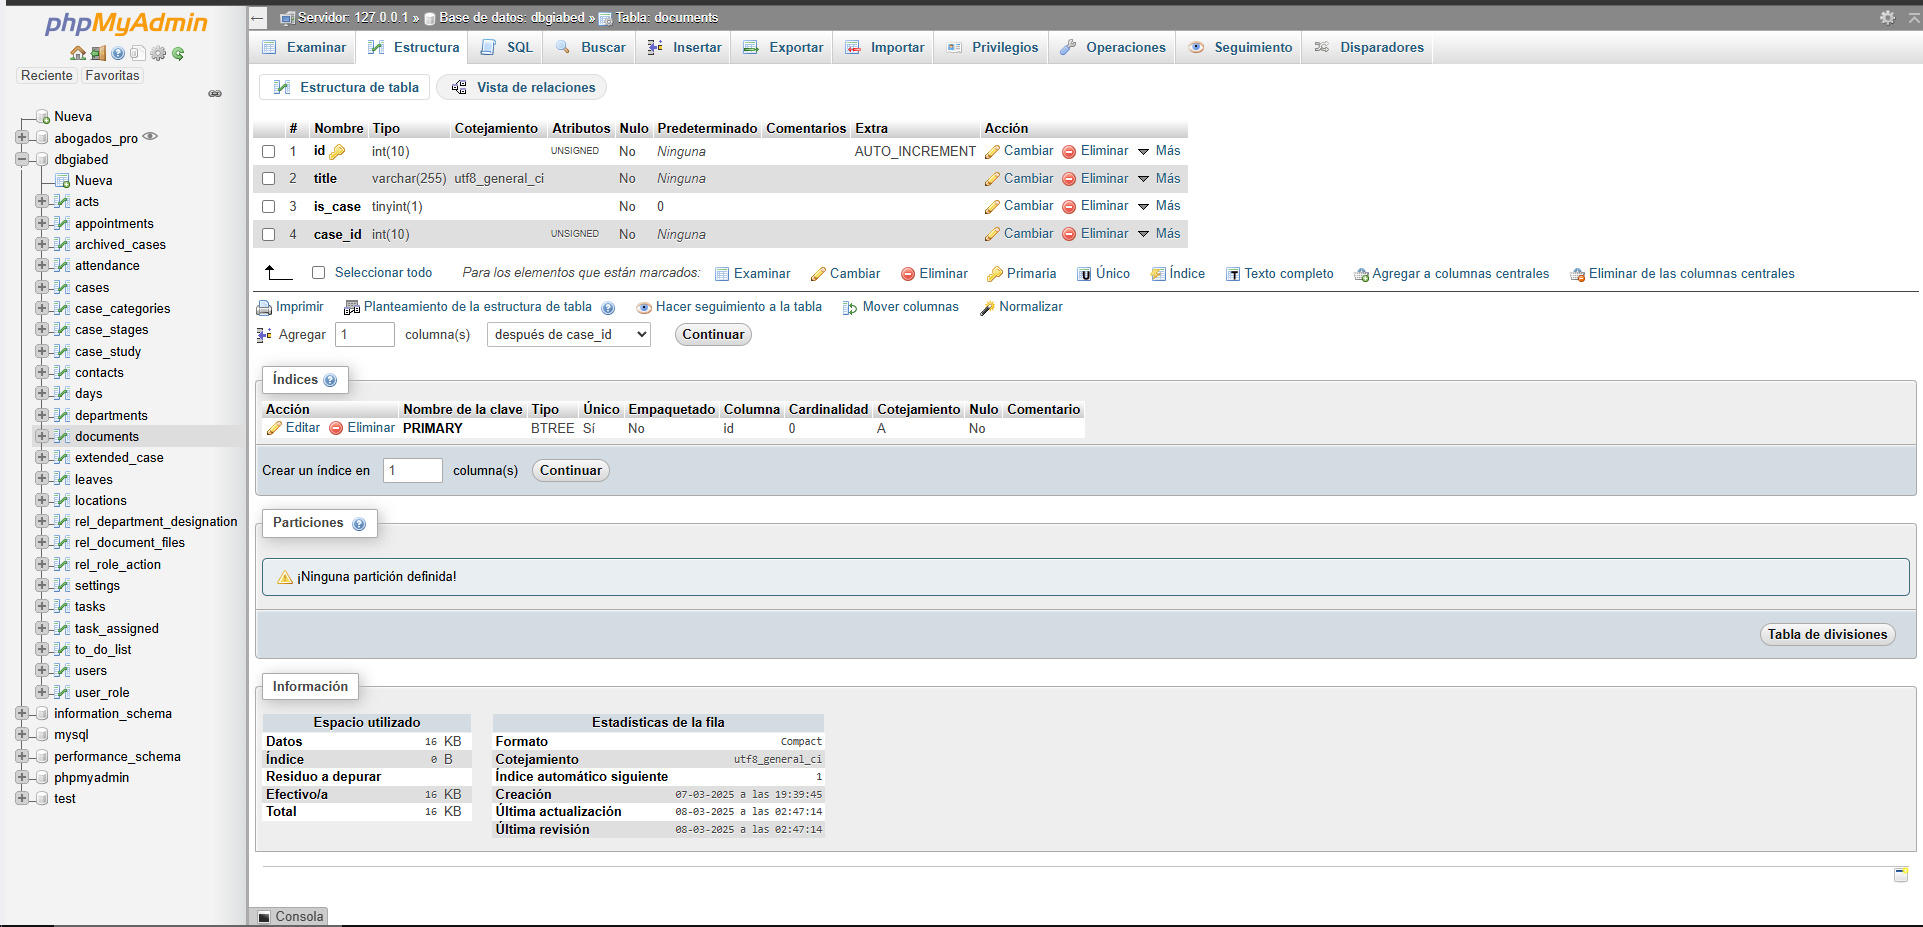 phpMyAdmin
Reciente Favoritas
Nueva
abogados_pro
dbgiabed
Nueva
acts
appointments
archived_cases
attendance
cases
case_categories
case_stages
case_study
contacts
days
departments
documents
extended_case
leaves
locations
rel_department_designation
rel_document_files
rel_role_action
settings
tasks
task_assigned
to_do_list
users
user_role
information_schema
mysql
performance_schema
phpmyadmin
test
Servidor: 127.0.0.1 » Base de datos: dbgiabed » Tabla: documents
Examinar Estructura SQL Buscar Insertar Exportar Importar Privilegios Operaciones Seguimiento Disparadores
Estructura de tabla Vista de relaciones
# Nombre Tipo Cotejamiento Atributos Nulo Predeterminado Comentarios Extra Acción
1 id int(10) UNSIGNED No Ninguna AUTO_INCREMENT Cambiar Eliminar Más
2 title varchar(255) utf8_general_ci No Ninguna Cambiar Eliminar Más
3 is_case tinyint(1) No 0 Cambiar Eliminar Más
4 case_id int(10) UNSIGNED No Ninguna Cambiar Eliminar Más
Seleccionar todo Para los elementos que están marcados: Examinar Cambiar Eliminar Primaria Único Índice Texto completo Agregar a columnas centrales Eliminar de las columnas centrales
Imprimir Planteamiento de la estructura de tabla Hacer seguimiento a la tabla Mover columnas Normalizar
Agregar 1 columna(s) después de case_id Continuar
Índices
Acción Nombre de la clave Tipo Único Empaquetado Columna Cardinalidad Cotejamiento Nulo Comentario
Editar Eliminar PRIMARY BTREE Sí No id 0 A No
Crear un índice en 1 columna(s) Continuar
Particiones
¡Ninguna partición definida!
Tabla de divisiones
Información
Espacio utilizado
Datos 16 KB
Índice 0 B
Residuo a depurar
Efectivo/a 16 KB
Total 16 KB
Estadísticas de la fila
Formato Compact
Cotejamiento utf8_general_ci
Índice automático siguiente 1
Creación 07-03-2025 a las 19:39:45
Última actualización 08-03-2025 a las 02:47:14
Última revisión 08-03-2025 a las 02:47:14
Consola